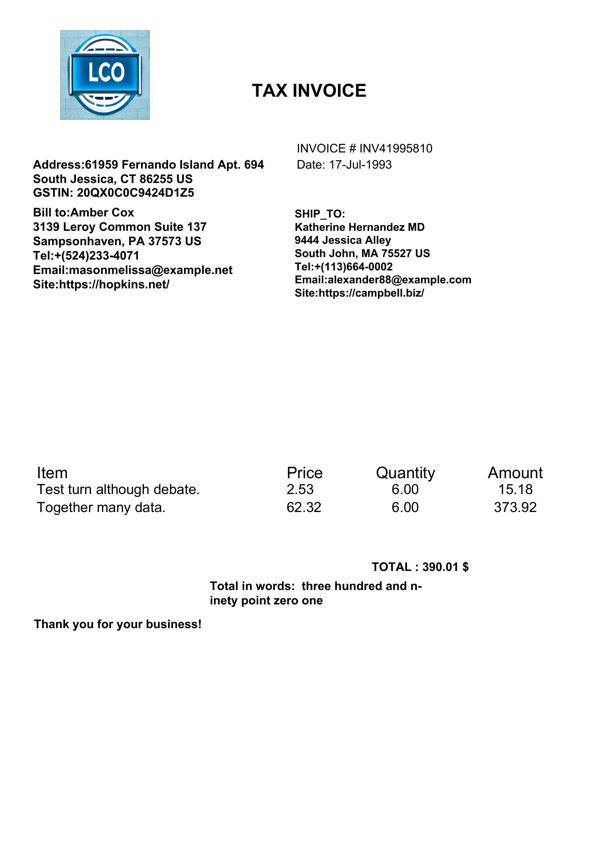 LCO
TAX INVOICE
INVOICE # INV41995810
Date: 17-Jul-1993
Address:61959 Fernando Island Apt. 694
South Jessica, CT 86255 US
GSTIN: 20QX0C0C9424D1Z5
Bill to:Amber Cox
3139 Leroy Common Suite 137
Sampsonhaven, PA 37573 US
Tel:+(524)233-4071
Email:masonmelissa@example.net
Site:https://hopkins.net/
SHIP_TO:
Katherine Hernandez MD
9444 Jessica Alley
South John, MA 75527 US
Tel:+(113)664-0002
Email:alexander88@example.com
Site:https://campbell.biz/
Item Price Quantity Amount
Test turn although debate. 2.53 6.00 15.18
Together many data. 62.32 6.00 373.92
TOTAL : 390.01 $
Total in words:  three hundred and n-
inety point zero one
Thank you for your business!